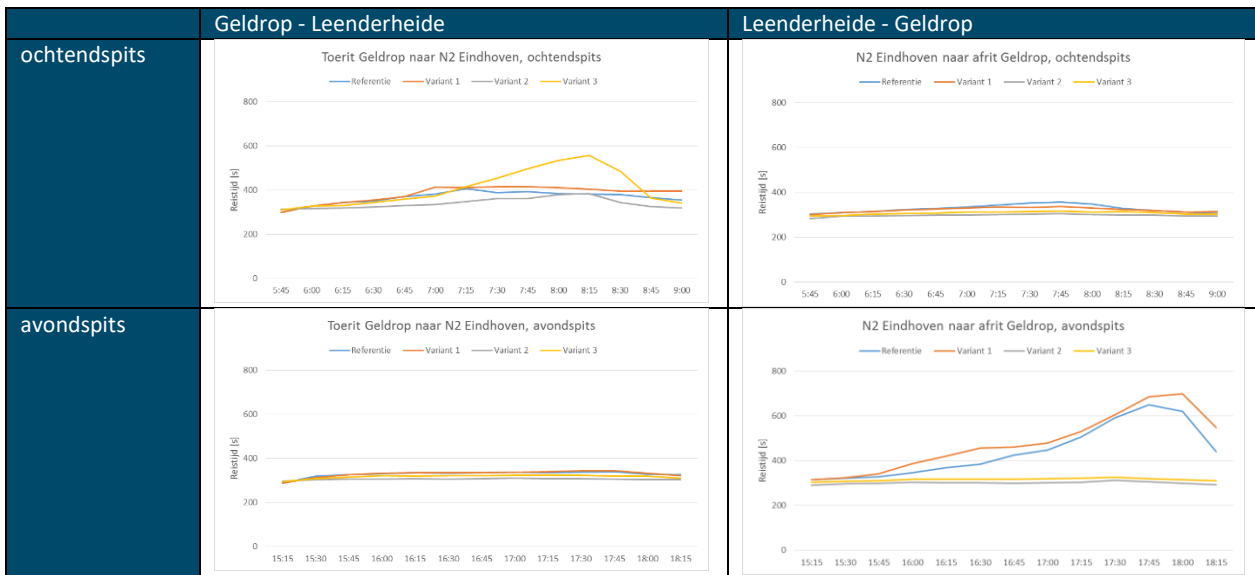 Geldrop - Leenderheide
Leenderheide - Geldrop
ochtendspits
Toerit Geldrop naar N2 Eindhoven, ochtendspits
Referentie Variant 1 Variant 2 Variant 3
800
600
400
200
0
Reistijd [s]
5:45 6:00 6:15 6:30 6:45 7:00 7:15 7:30 7:45 8:00 8:15 8:30 8:45 9:00
N2 Eindhoven naar afrit Geldrop, ochtendspits
Referentie Variant 1 Variant 2 Variant 3
800
600
400
200
0
Reistijd [s]
5:45 6:00 6:15 6:30 6:45 7:00 7:15 7:30 7:45 8:00 8:15 8:30 8:45 9:00
avondspits
Toerit Geldrop naar N2 Eindhoven, avondspits
Referentie Variant 1 Variant 2 Variant 3
800
600
400
200
0
Reistijd [s]
15:15 15:30 15:45 16:00 16:15 16:30 16:45 17:00 17:15 17:30 17:45 18:00 18:15
N2 Eindhoven naar afrit Geldrop, avondspits
Referentie Variant 1 Variant 2 Variant 3
800
600
400
200
0
Reistijd [s]
15:15 15:30 15:45 16:00 16:15 16:30 16:45 17:00 17:15 17:30 17:45 18:00 18:15